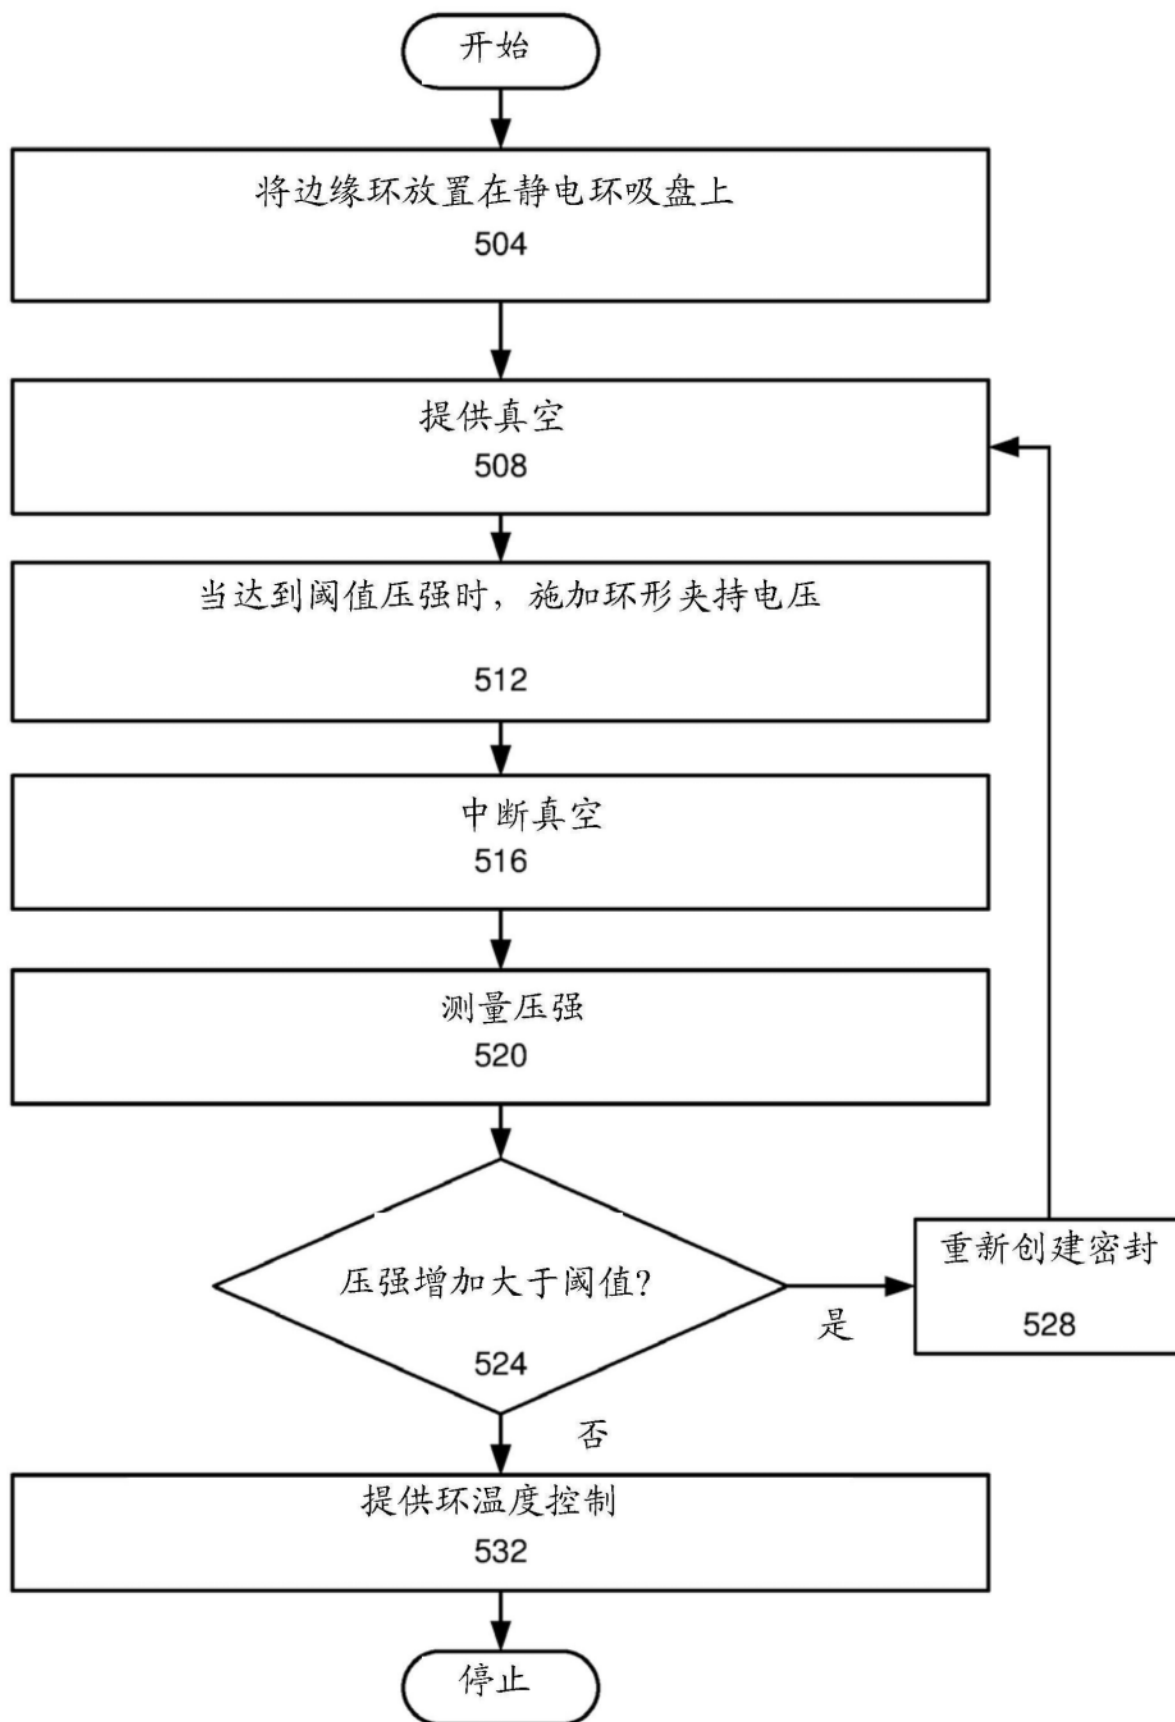 开始
将边缘环放置在静电环吸盘上
504
提供真空
508
当达到阈值压强时，施加环形夹持电压
512
中断真空
516
测量压强
520
压强增加大于阈值?
524
是
重新创建密封
528
否
提供环温度控制
532
停止